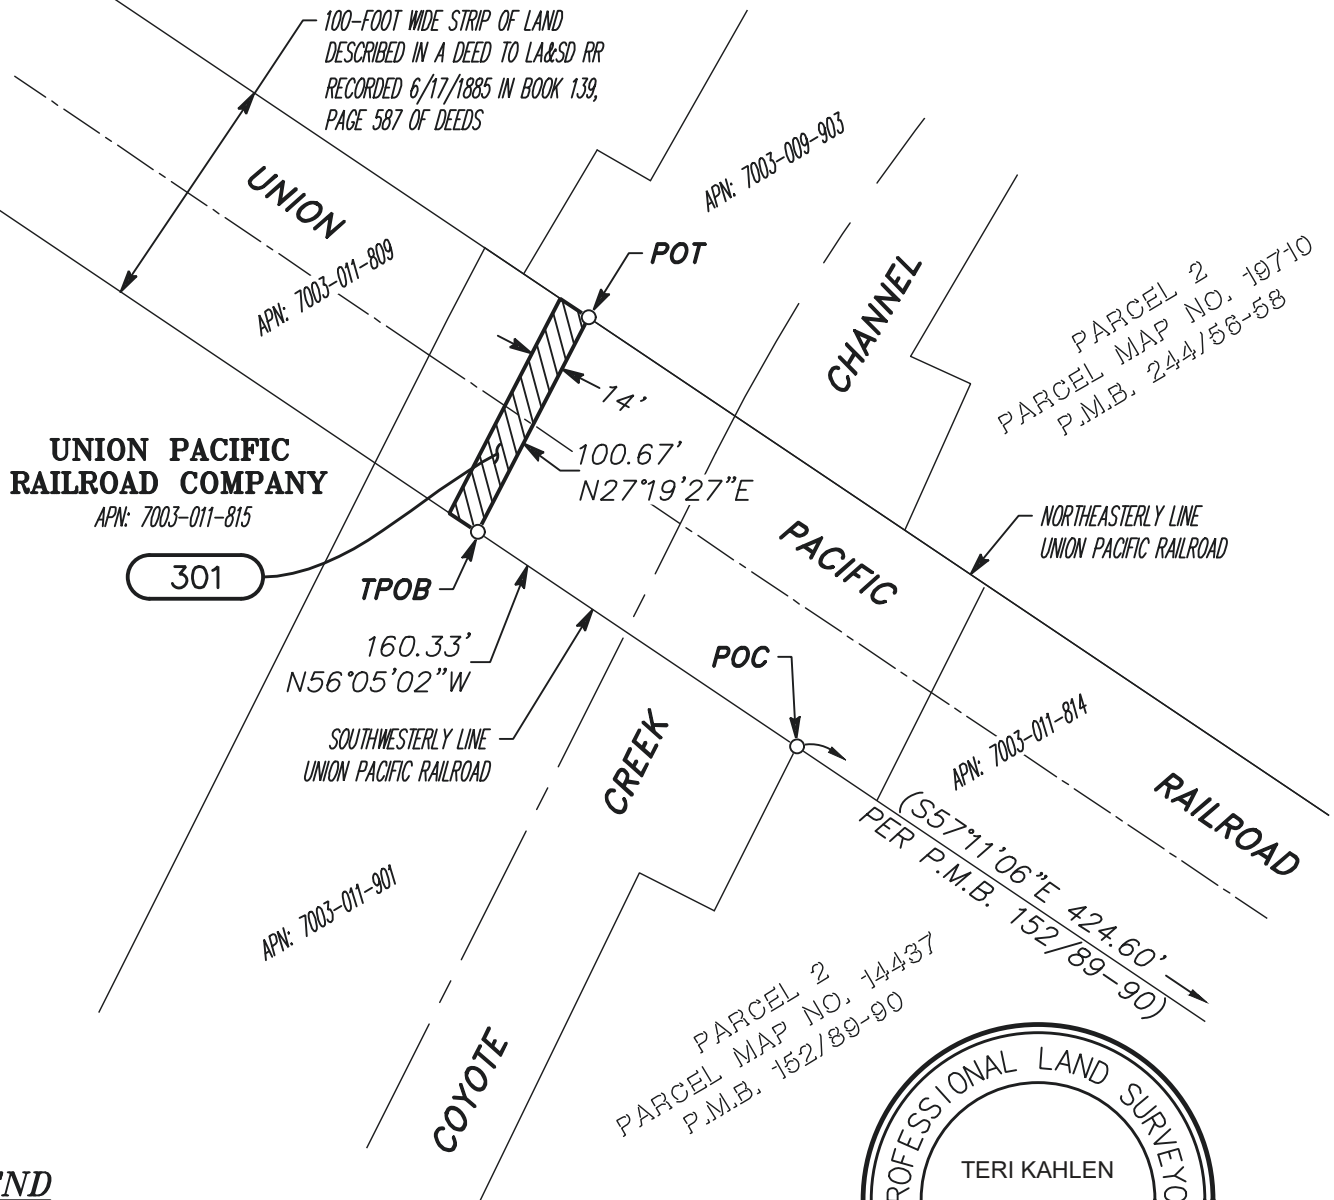 100-FOOT WIDE STRIP OF LAND
DESCRIBED IN A DEED TO LA&SD RR
RECORDED 6/17/1885 IN BOOK 139,
PAGE 587 OF DEEDS
UNION
APN: 7003-011-809
APN: 7003-009-903
POT
CHANNEL
PARCEL 2
PARCEL MAP NO. 19710
P.M.B. 244/56-58
14'
100.67'
N27°19'27"E
UNION PACIFIC
RAILROAD COMPANY
APN: 7003-011-815
301
TPOB
160.33'
N56°05'02"W
SOUTHWESTERLY LINE
UNION PACIFIC RAILROAD
PACIFIC
NORTHEASTERLY LINE
UNION PACIFIC RAILROAD
POC
CREEK
APN: 7003-011-814
RAILROAD
(S57°11'06"E 424.60'
PER P.M.B. 152/89-90)
APN: 7003-011-901
PARCEL 2
PARCEL MAP NO. 14437
P.M.B. 152/89-90
COYOTE
ROFESSIONAL LAND SURVEYO
TERI KAHLEN
END